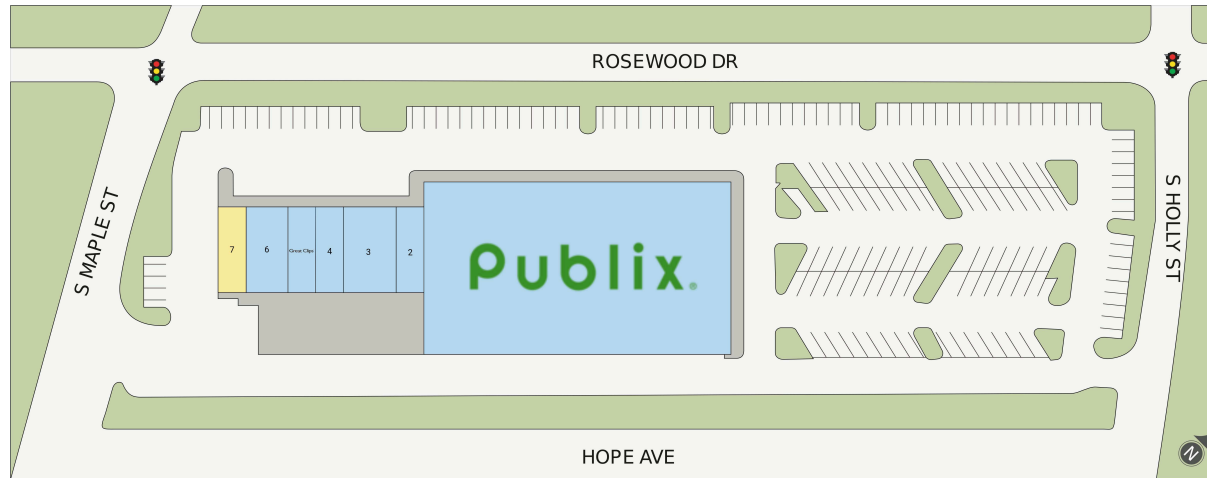 ROSEWOOD DR
S MAPLE ST
S HOLLY ST
7
6
Great Clips
4
3
2
Publix.
HOPE AVE
N